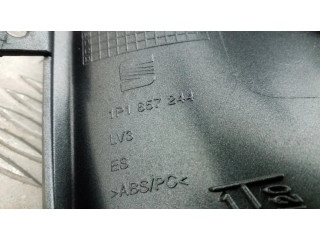 1P1 857 244
LV3
ES
>ABS/PC<